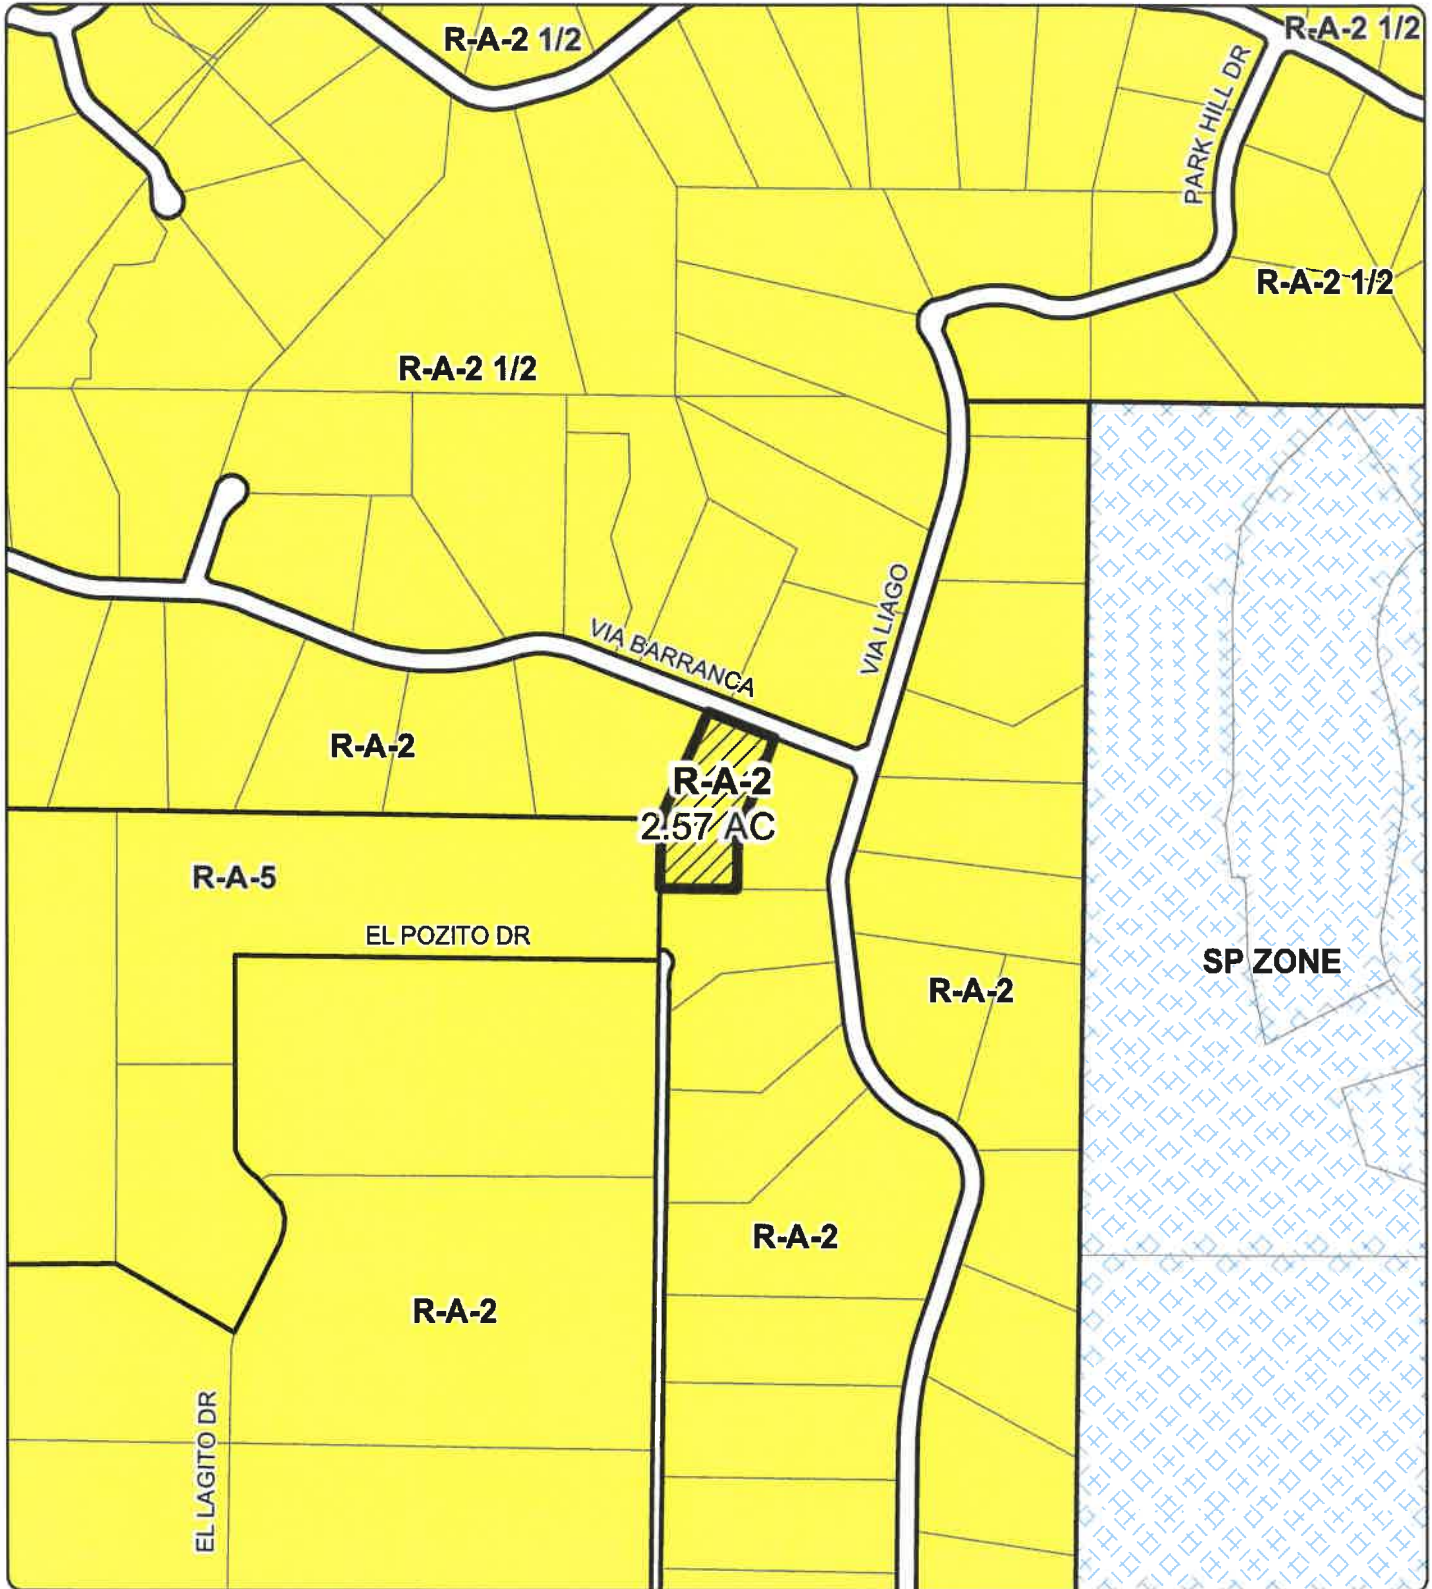 R-A-2 1/2
R-A-2 1/2
PARK HILL DR
R-A-2 1/2
R-A-2 1/2
VIA LIAGO
VIA BARRANCA
R-A-2
R-A-2
2.57 AC
R-A-5
EL POZITO DR
SP ZONE
R-A-2
R-A-2
R-A-2
EL LAGITO DR